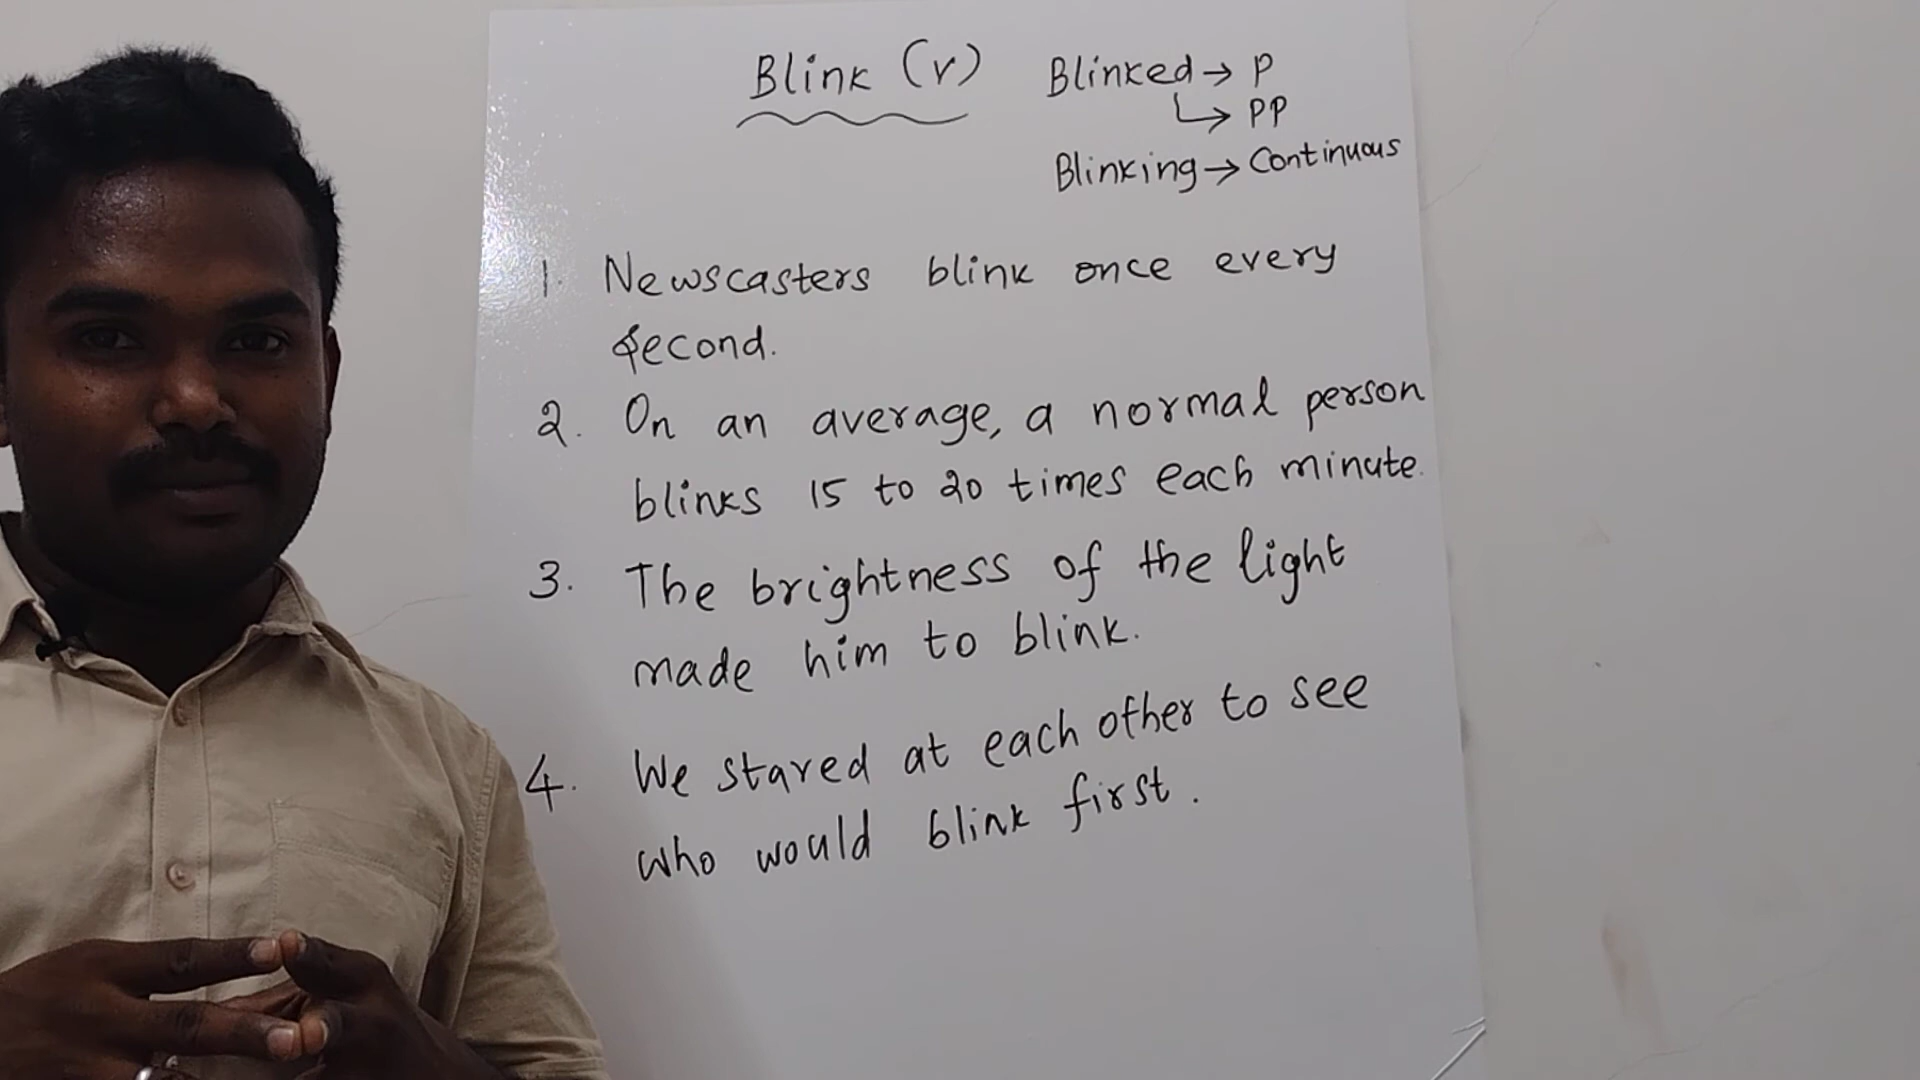 Blink (v)
Blinked → P
→ PP
Blinking → Continuous
1. Newscasters blink once every
second.
2. On an average, a normal person
blinks 15 to 20 times each minute.
3. The brightness of the light
made him to blink.
4. We stared at each other to see
who would blink first.